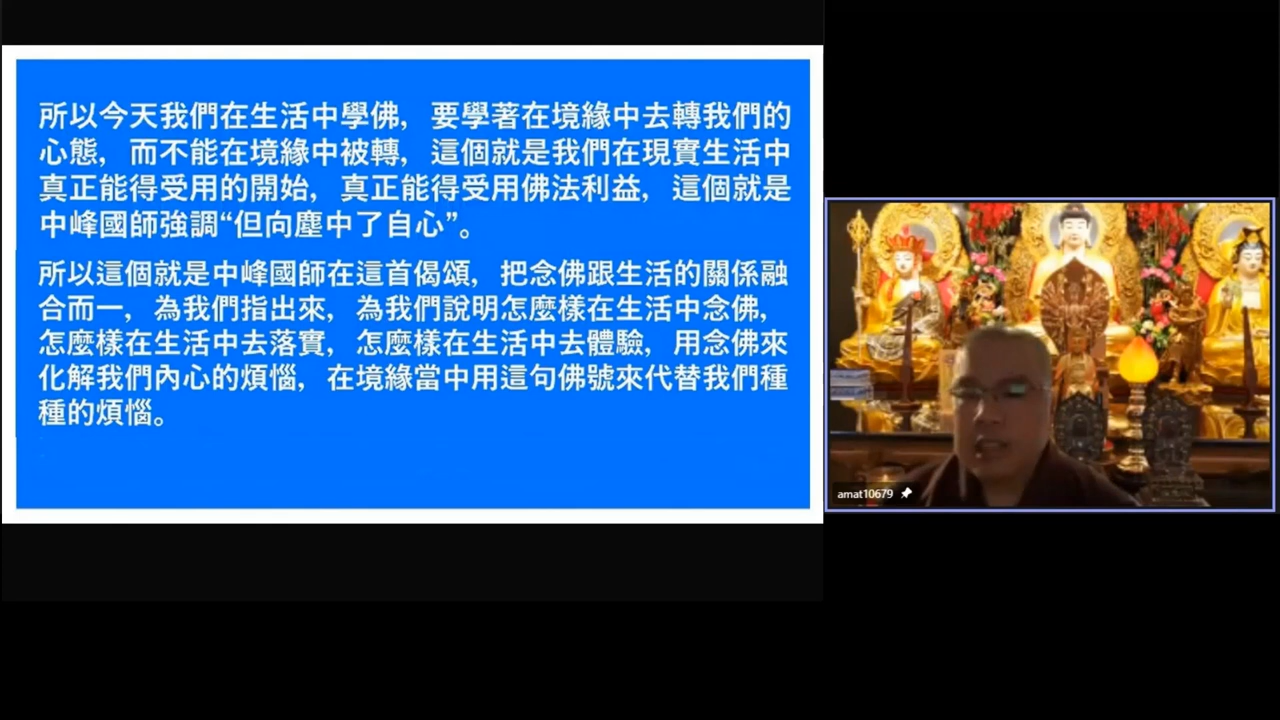 所以今天我們在生活中學佛，要學著在境緣中去轉我們的
心態，而不能在境緣中被轉，這個就是我們在現實生活中
真正能得受用的開始，真正能得受用佛法利益，這個就是
中峰國師強調“但向塵中了自心”。
所以這個就是中峰國師在這首偈頌，把念佛跟生活的關係融
合而一，為我們指出來，為我們說明怎麼樣在生活中念佛，
怎麼樣在生活中去落實，怎麼樣在生活中去體驗，用念佛來
化解我們內心的煩惱，在境緣當中用這句佛號來代替我們種
種的煩惱。
amat10679